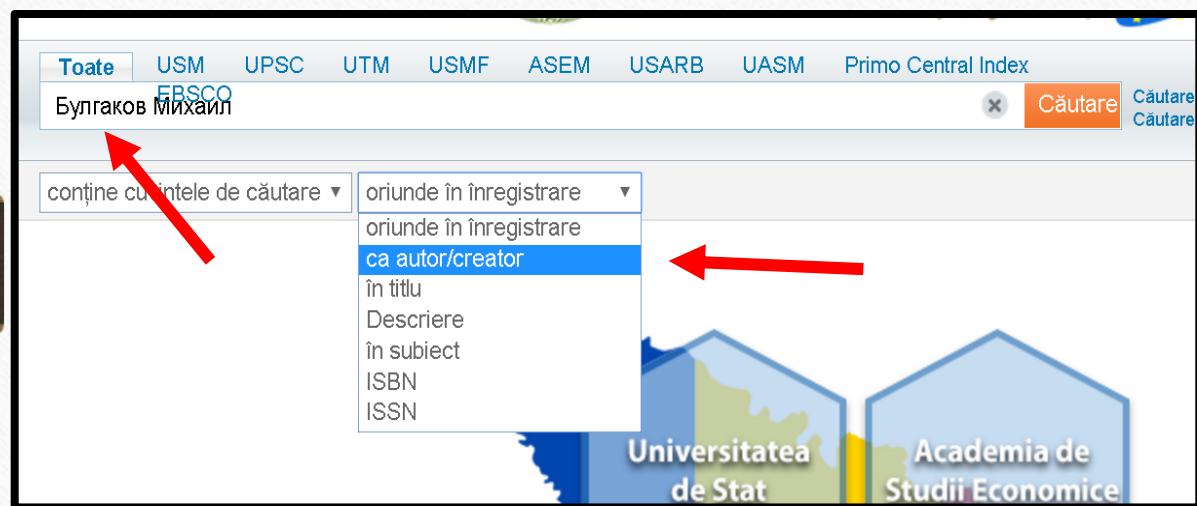 Toate USM UPSC UTM USMF ASEM USARB UASM Primo Central Index
EBSCO
Булгаков Михаил
Căutare
Căutare
Căutare
conține cu intele de căutare
oriunde în înregistrare
oriunde în înregistrare
ca autor/creator
în titlu
Descriere
în subiect
ISBN
ISSN
Universitatea
de Stat
Academia de
Studii Economice